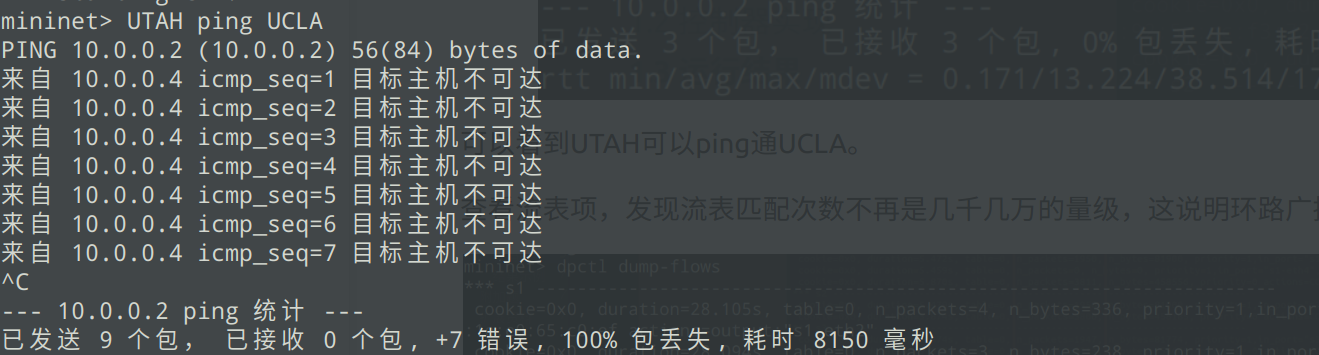 mininet> UTAH ping UCLA
PING 10.0.0.2 (10.0.0.2) 56(84) bytes of data.
来自 10.0.0.4 icmp_seq=1 目标主机不可达
来自 10.0.0.4 icmp_seq=2 目标主机不可达
来自 10.0.0.4 icmp_seq=3 目标主机不可达
来自 10.0.0.4 icmp_seq=4 目标主机不可达
来自 10.0.0.4 icmp_seq=5 目标主机不可达
来自 10.0.0.4 icmp_seq=6 目标主机不可达
来自 10.0.0.4 icmp_seq=7 目标主机不可达
^C
--- 10.0.0.2 ping 统计 ---
已发送 9 个包， 已接收 0 个包, +7 错误, 100% 包丢失, 耗时 8150 毫秒
--- 10.0.0.2 ping 统计 ---
已发送 3 个包， 已接收 3 个包, 0% 包丢失, 耗
rtt min/avg/max/mdev = 0.171/13.224/38.514/17
可以看到UTAH可以ping通UCLA。
表项，发现流表匹配次数不再是几千几万的量级，这说明环路广
mininet> dpctl dump-flows
*** s1
cookie=0x0, duration=28.105s, table=0, n_packets=4, n_bytes=336, priority=1,in_por